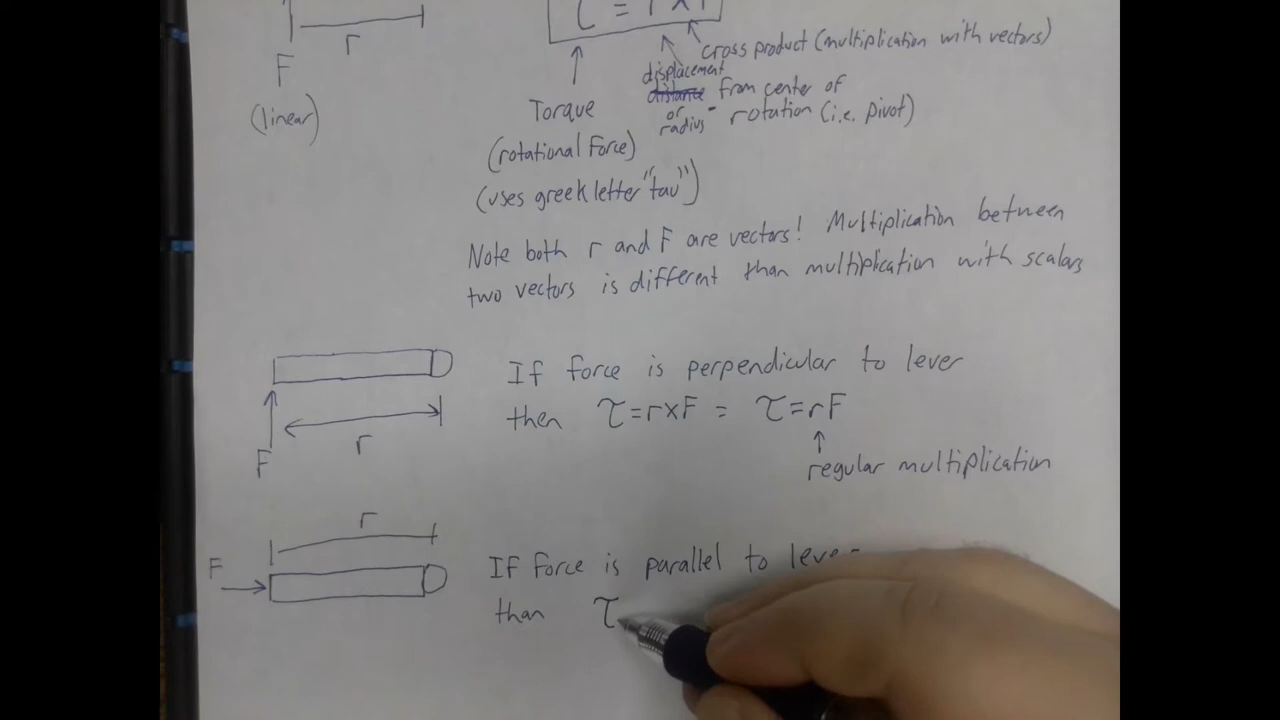 r
F
(linear)
τ = r x F
cross product (multiplication with vectors)
displacement
distance from center of
or
radius rotation (i.e. pivot)
Torque
(rotational force)
(uses greek letter "tau")
Note both r and F are vectors! Multiplication between
two vectors is different than multiplication with scalars
If force is perpendicular to lever
then τ=rxF = τ=rF
regular multiplication
F
r
r
F
If force is parallel to lever
than τ